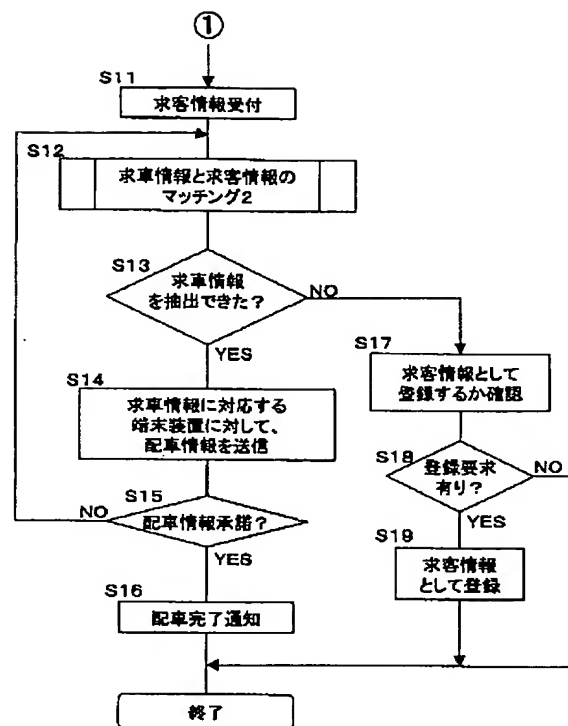 ①
S11
求客情報受付
S12
求車情報と求客情報の
マッチング2
S13
求車情報
を抽出できた?
NO
YES
S14
求車情報に対応する
端末装置に対して、
配車情報を送信
S15
NO
配車情報承諾?
YES
S16
配車完了通知
終了
S17
求客情報として
登録するか確認
S18
登録要求
有り?
NO
YES
S19
求客情報
として登録